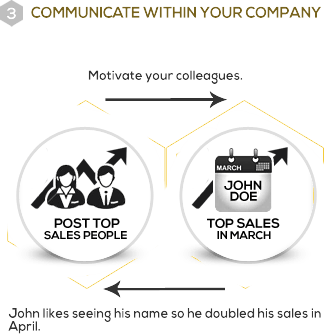 3 COMMUNICATE WITHIN YOUR COMPANY
Motivate your colleagues.
POST TOP
SALES PEOPLE
MARCH
JOHN
DOE
TOP SALES
IN MARCH
John likes seeing his name so he doubled his sales in
April.